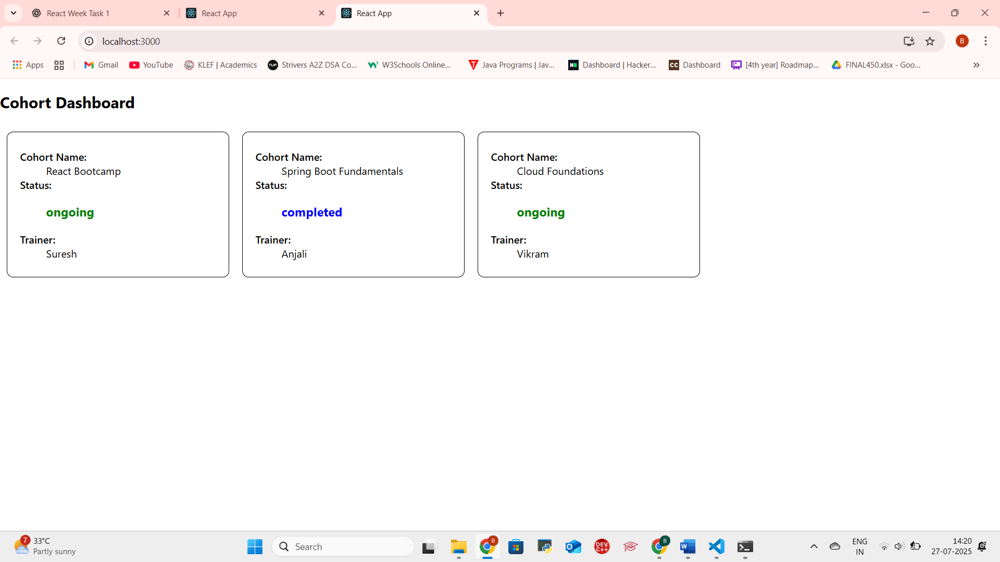 React Week Task 1
React App
React App
localhost:3000
B
Apps
Gmail
YouTube
KLEF | Academics
TUF
Strivers A2Z DSA Co...
W3Schools Online...
T
Java Programs | Jav...
H
Dashboard | Hacker...
CC
Dashboard
[4th year] Roadmap...
FINAL450.xlsx - Goo...
Cohort Dashboard
Cohort Name:
React Bootcamp
Status:
ongoing
Trainer:
Suresh
Cohort Name:
Spring Boot Fundamentals
Status:
completed
Trainer:
Anjali
Cohort Name:
Cloud Foundations
Status:
ongoing
Trainer:
Vikram
7
33°C
Partly sunny
Search
B
DEV
C++
B
W
ENG
IN
14:20
27-07-2025